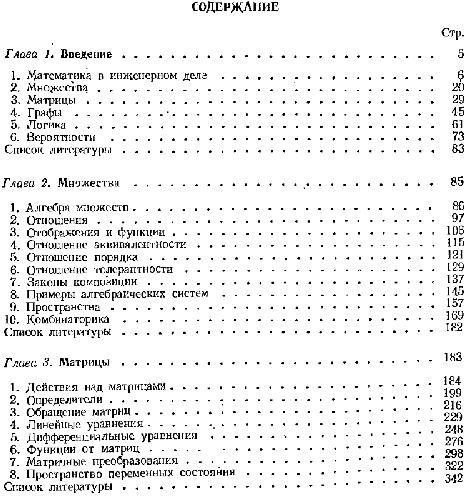 СОДЕРЖАНИЕ
Стр.
Глава 1. Введение . . . . . . . . . . . . . . . . . . . . 5
1. Математика в инженерном деле . . . . . . . . . . . . . 6
2. Множества . . . . . . . . . . . . . . . . . . . . . . 20
3. Матрицы . . . . . . . . . . . . . . . . . . . . . . . 29
4. Графы . . . . . . . . . . . . . . . . . . . . . . . . 45
5. Логика . . . . . . . . . . . . . . . . . . . . . . . . 61
6. Вероятности . . . . . . . . . . . . . . . . . . . . . 73
Список литературы . . . . . . . . . . . . . . . . . . . . 83
Глава 2. Множества . . . . . . . . . . . . . . . . . . . 85
1. Алгебра множеств . . . . . . . . . . . . . . . . . . . 86
2. Отношения . . . . . . . . . . . . . . . . . . . . . . 97
3. Отображения и функции . . . . . . . . . . . . . . . . 106
4. Отношение эквивалентности . . . . . . . . . . . . . . 115
5. Отношение порядка . . . . . . . . . . . . . . . . . . 121
6. Отношение толерантности . . . . . . . . . . . . . . . 129
7. Законы композиции . . . . . . . . . . . . . . . . . . 137
8. Примеры алгебраических систем . . . . . . . . . . . . 145
9. Пространства . . . . . . . . . . . . . . . . . . . . . 157
10. Комбинаторика . . . . . . . . . . . . . . . . . . . . 169
Список литературы . . . . . . . . . . . . . . . . . . . . 182
Глава 3. Матрицы . . . . . . . . . . . . . . . . . . . . 183
1. Действия над матрицами . . . . . . . . . . . . . . . . 184
2. Определители . . . . . . . . . . . . . . . . . . . . . 199
3. Обращение матриц . . . . . . . . . . . . . . . . . . . 216
4. Линейные уравнения . . . . . . . . . . . . . . . . . . 229
5. Дифференциальные уравнения . . . . . . . . . . . . . . 248
6. Функции от матриц . . . . . . . . . . . . . . . . . . 276
7. Матричные преобразования . . . . . . . . . . . . . . . 298
8. Пространство переменных состояния . . . . . . . . . . 322
Список литературы . . . . . . . . . . . . . . . . . . . . 342